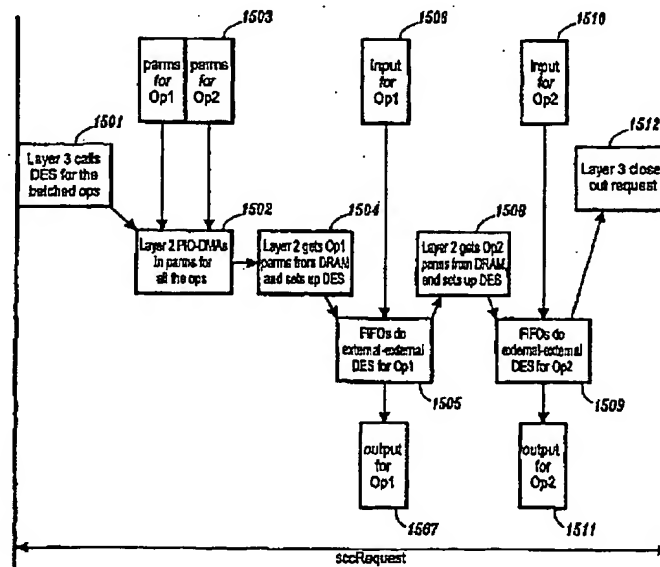 1503
1506
1510
parms
for
Op1
parms
for
Op2
input
for
Op1
input
for
Op2
1501
1512
Layer 3 calls
DES for the
batched ops
Layer 3 close
out request
1502
1504
1508
Layer 2 PIO-DMAs
in parms for
all the ops
Layer 2 gets Op1
parms from DRAM
and sets up DES
Layer 2 gets Op2
parms from DRAM
and sets up DES
FIFOs do
external-external
DES for Op1
FIFOs do
external-external
DES for Op2
1505
1509
output
for
Op1
output
for
Op2
1507
1511
sccRequest